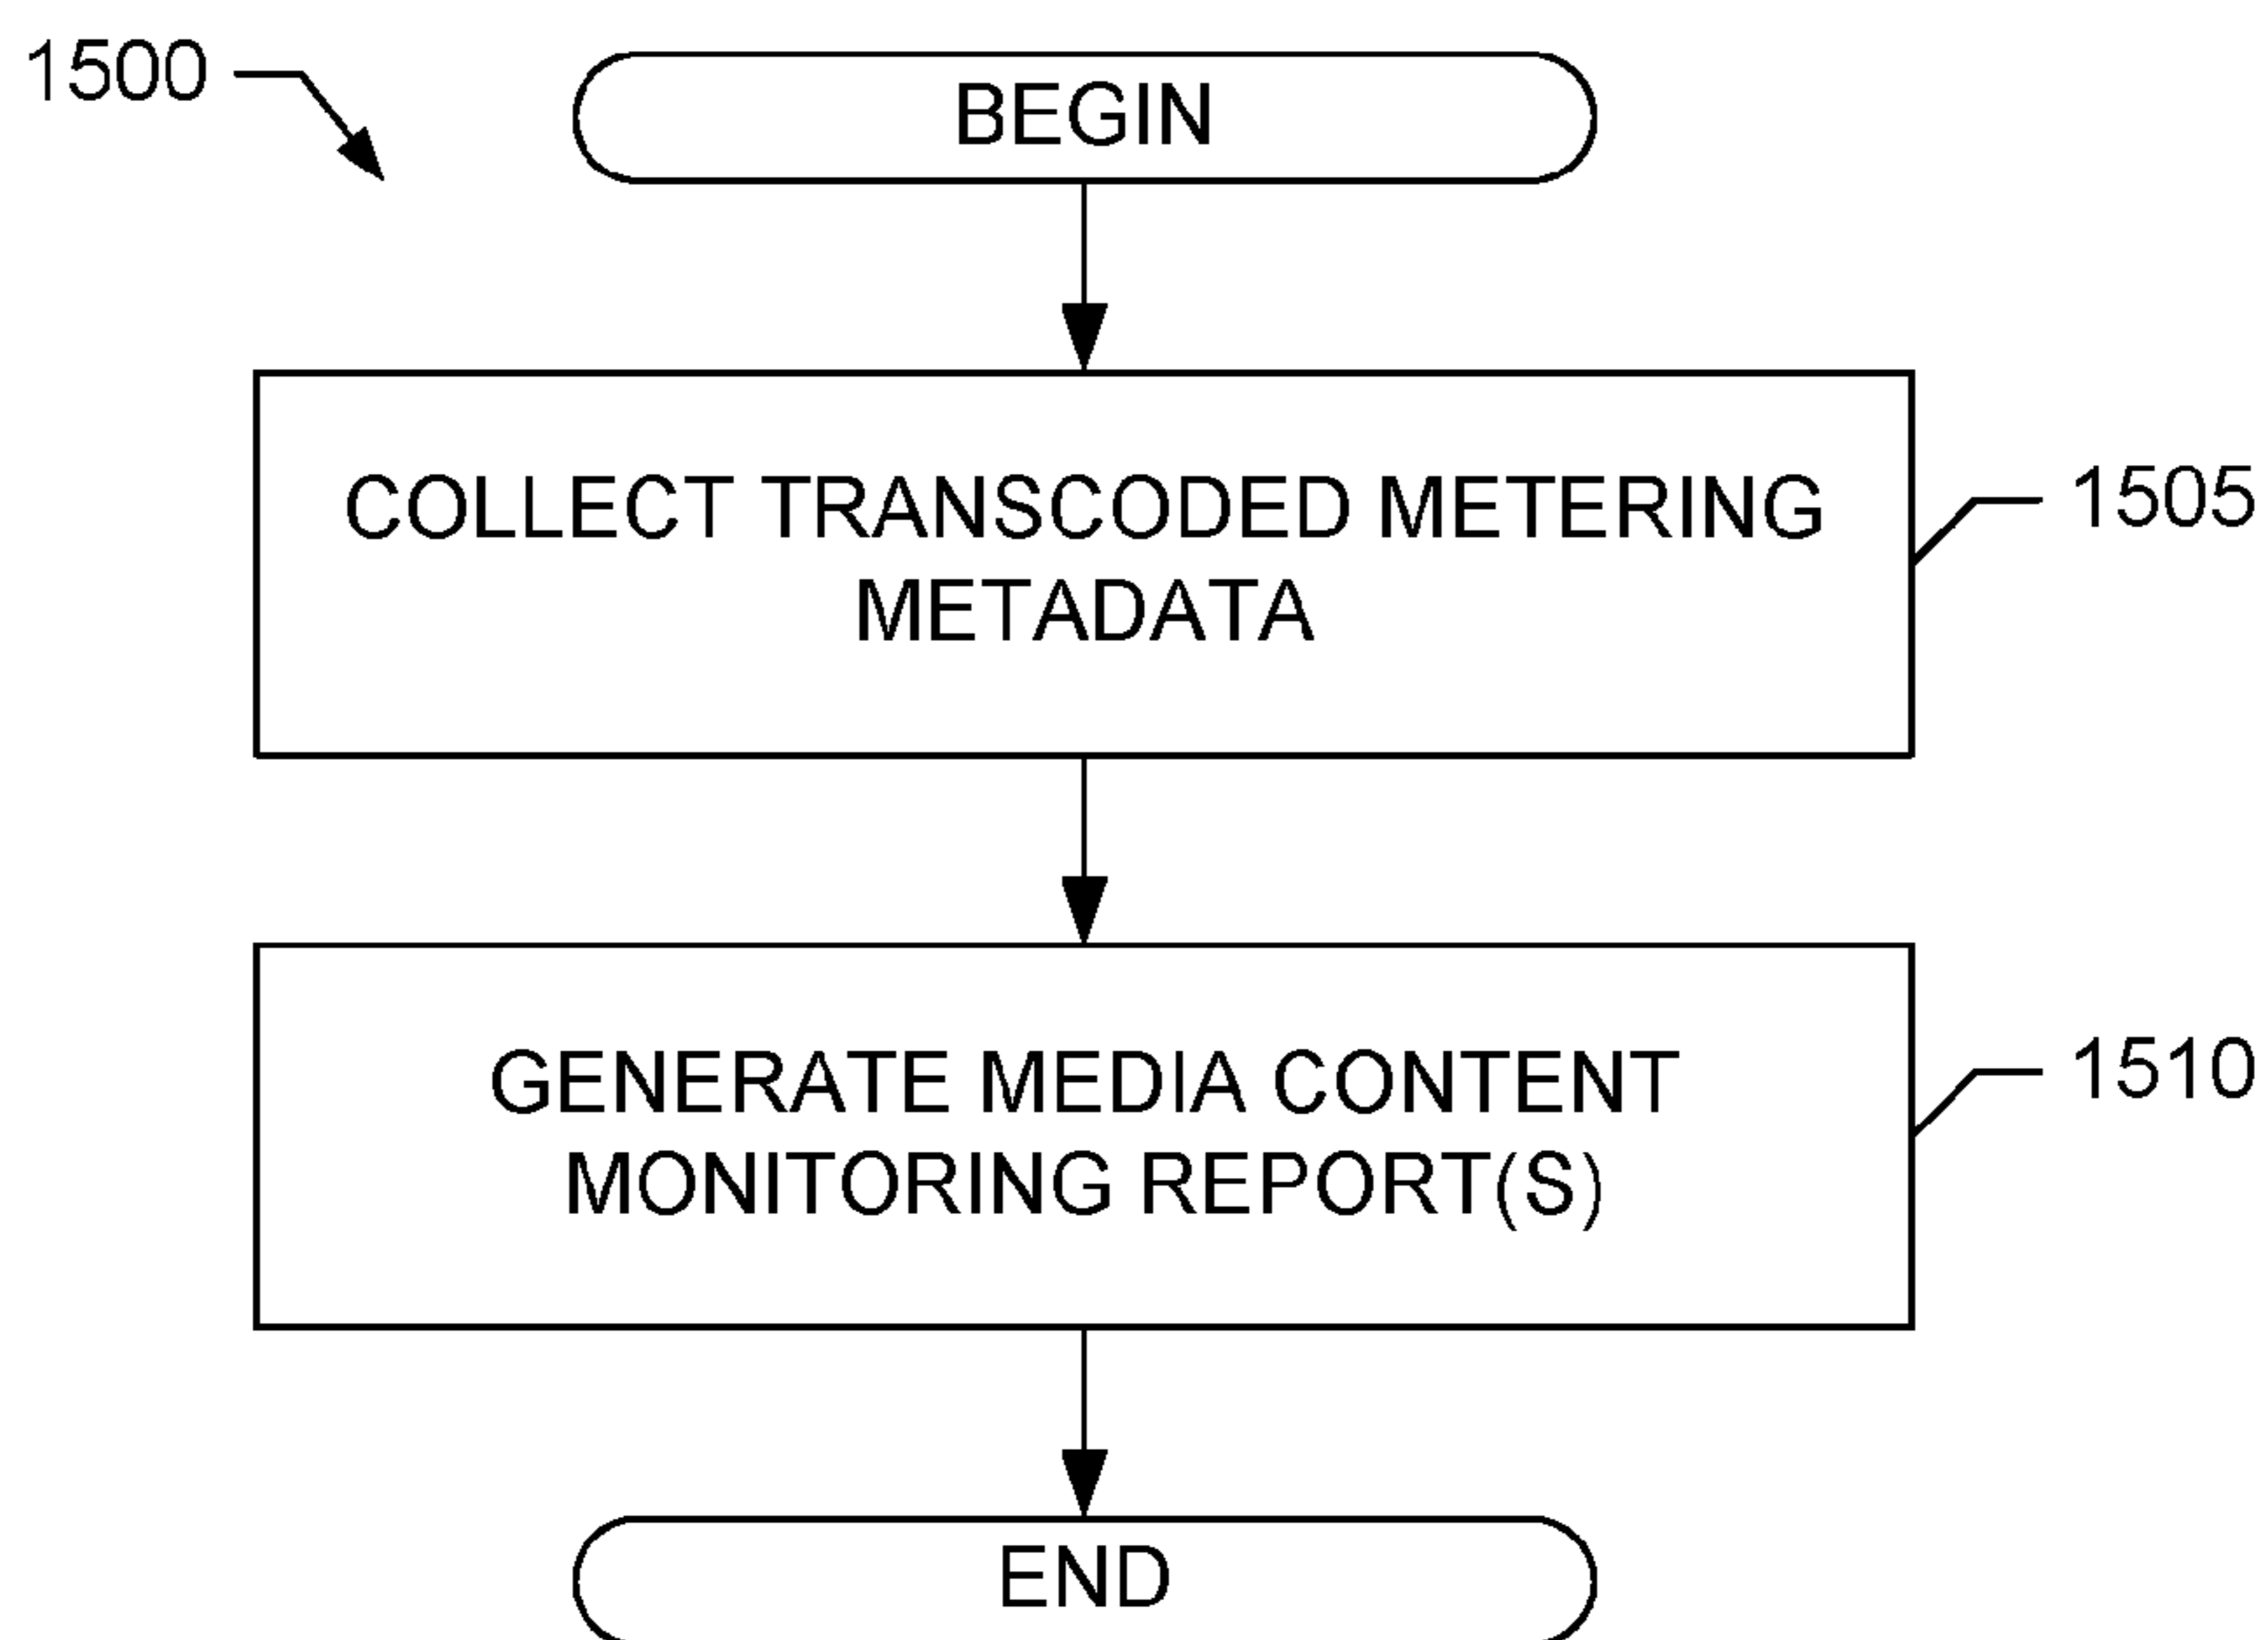 1500
BEGIN
COLLECT TRANSCODED METERING
METADATA
1505
GENERATE MEDIA CONTENT
MONITORING REPORT(S)
1510
END